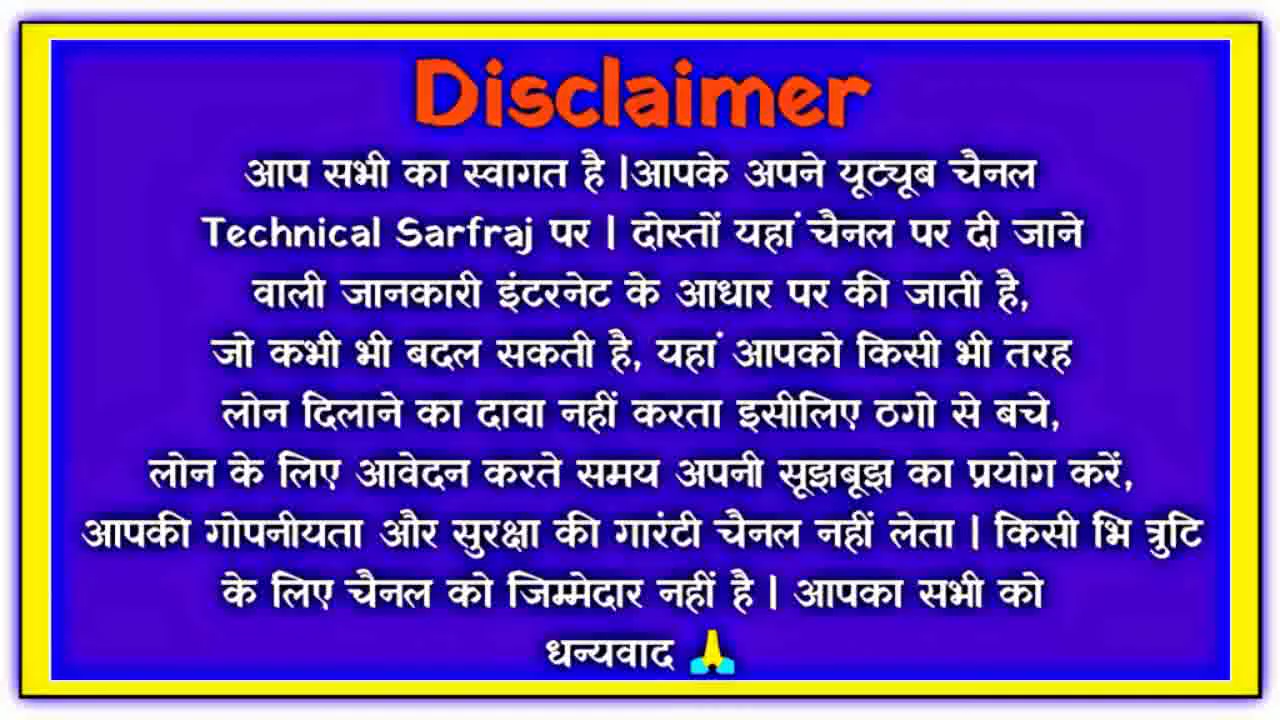 Disclaimer
आप सभी का स्वागत है |आपके अपने यूट्यूब चैनल
Technical Sarfraj पर | दोस्तों यहां चैनल पर दी जाने
वाली जानकारी इंटरनेट के आधार पर की जाती है,
जो कभी भी बदल सकती है, यहां आपको किसी भी तरह
लोन दिलाने का दावा नहीं करता इसीलिए ठगो से बचे,
लोन के लिए आवेदन करते समय अपनी सूझबूझ का प्रयोग करें,
आपकी गोपनीयता और सुरक्षा की गारंटी चैनल नहीं लेता | किसी भि त्रुटि
के लिए चैनल को जिम्मेदार नहीं है | आपका सभी को
धन्यवाद 🙏